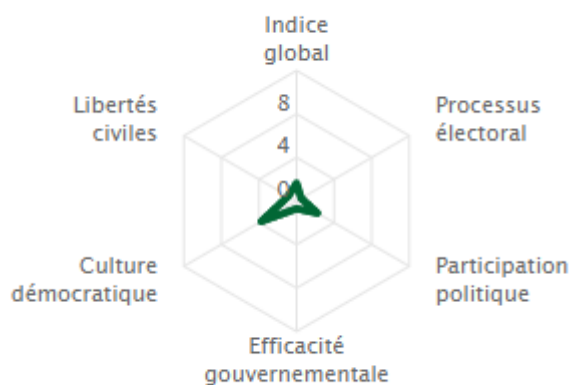 Indice
global
Processus
électoral
Participation
politique
Efficacité
gouvernementale
Culture
démocratique
Libertés
civiles
8
4
0